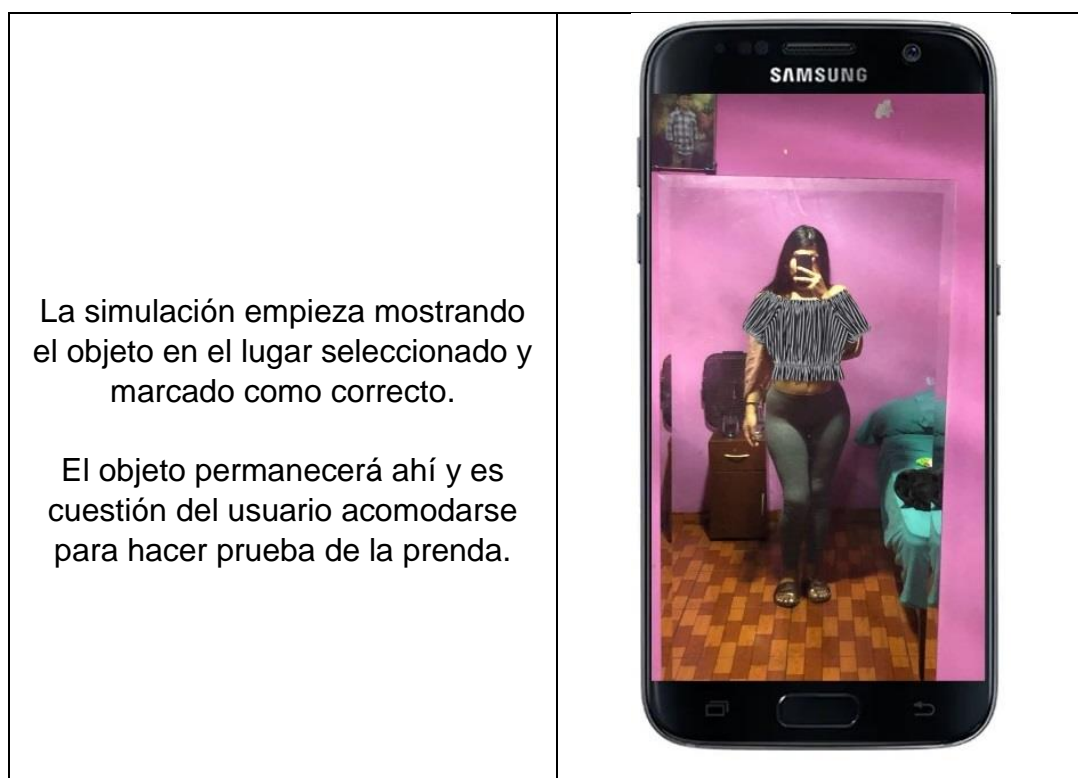 La simulación empieza mostrando
el objeto en el lugar seleccionado y
marcado como correcto.
El objeto permanecerá ahí y es
cuestión del usuario acomodarse
para hacer prueba de la prenda.
SAMSUNG